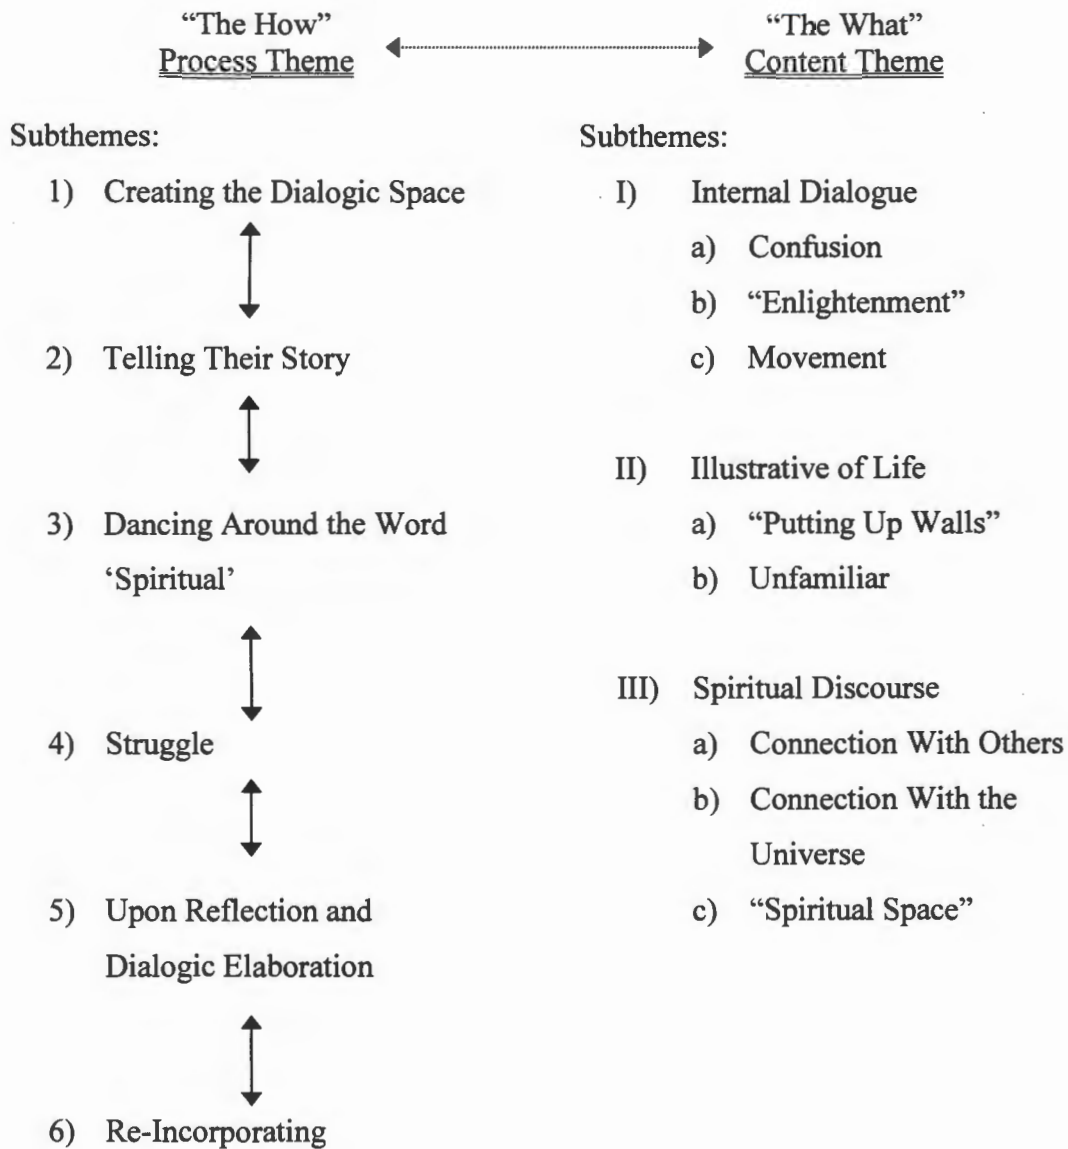 “The How”
Process Theme
“The What”
Content Theme
Subthemes:
1) Creating the Dialogic Space
2) Telling Their Story
3) Dancing Around the Word
‘Spiritual’
4) Struggle
5) Upon Reflection and
Dialogic Elaboration
6) Re-Incorporating
Subthemes:
I) Internal Dialogue
a) Confusion
b) “Enlightenment”
c) Movement
II) Illustrative of Life
a) “Putting Up Walls”
b) Unfamiliar
III) Spiritual Discourse
a) Connection With Others
b) Connection With the
Universe
c) “Spiritual Space”